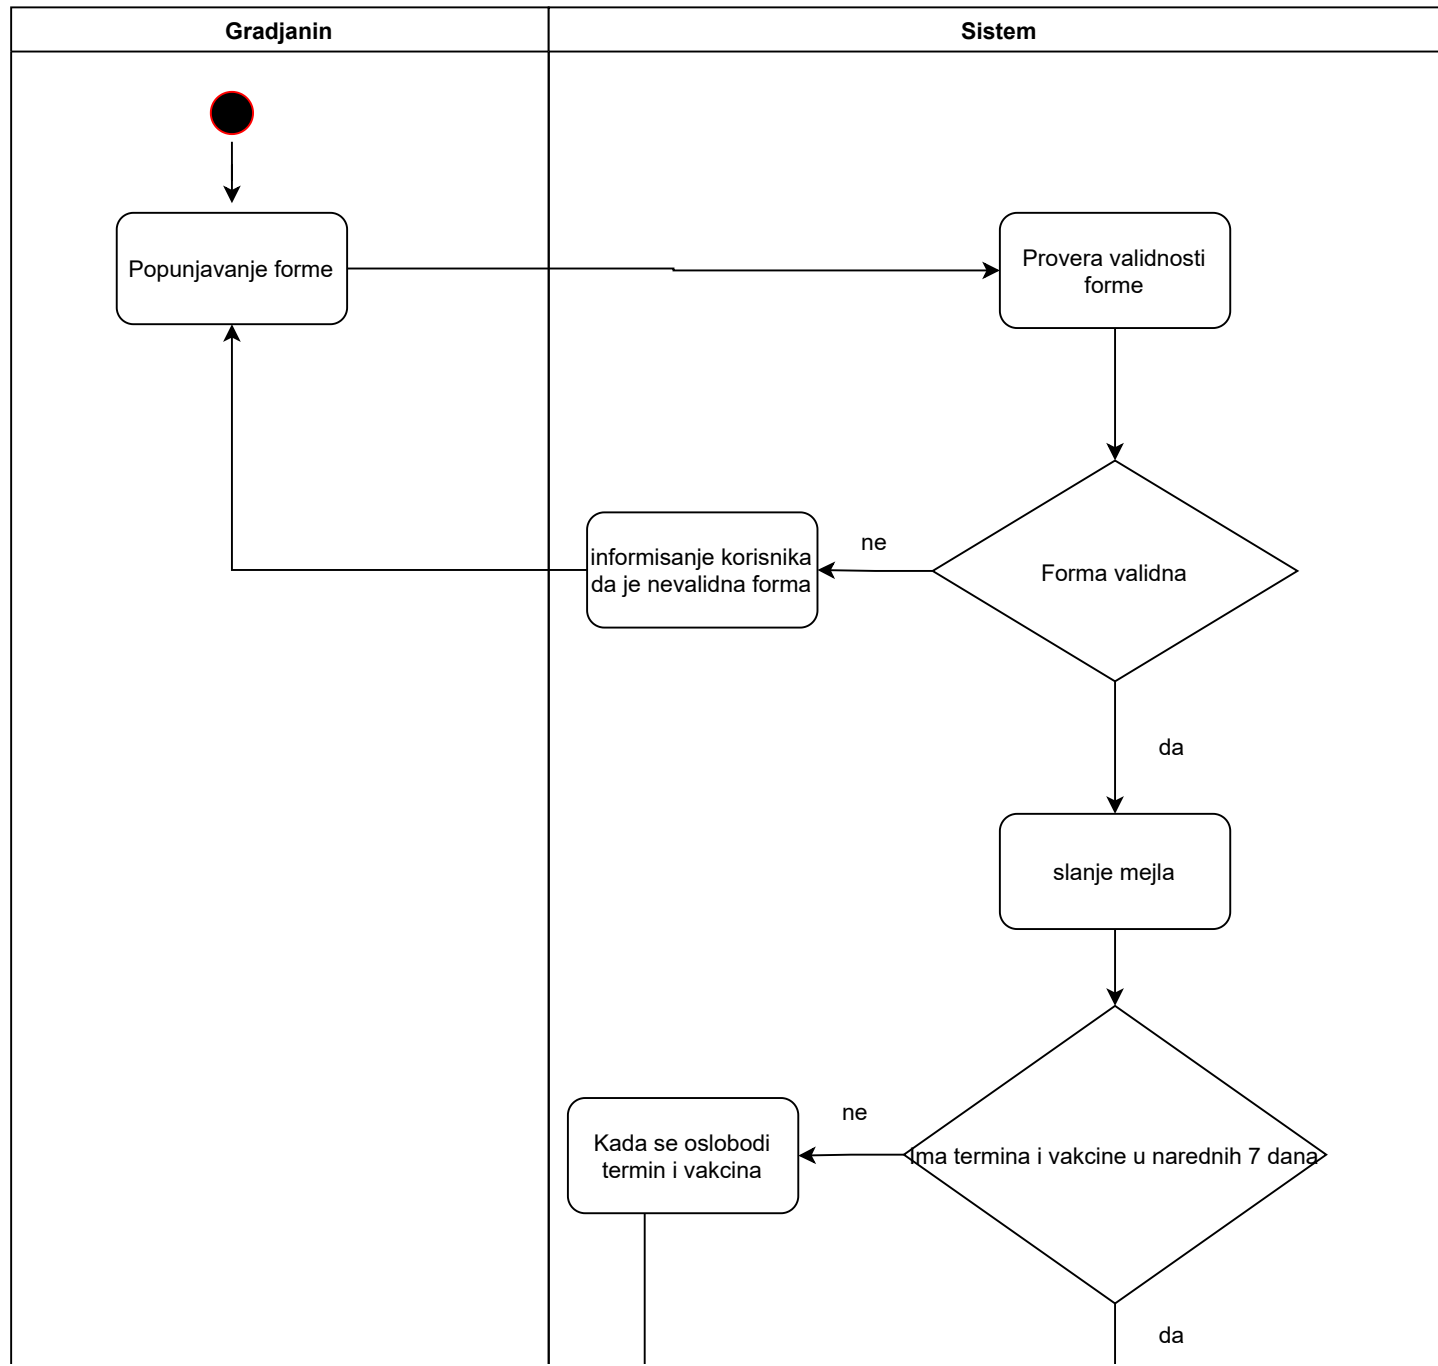 Gradjanin
Sistem
Popunjavanje forme
Provera validnosti
forme
informisanje korisnika
da je nevalidna forma
ne
Forma validna
da
slanje mejla
Kada se oslobodi
termin i vakcina
ne
Ima termina i vakcine u narednih 7 dana
da